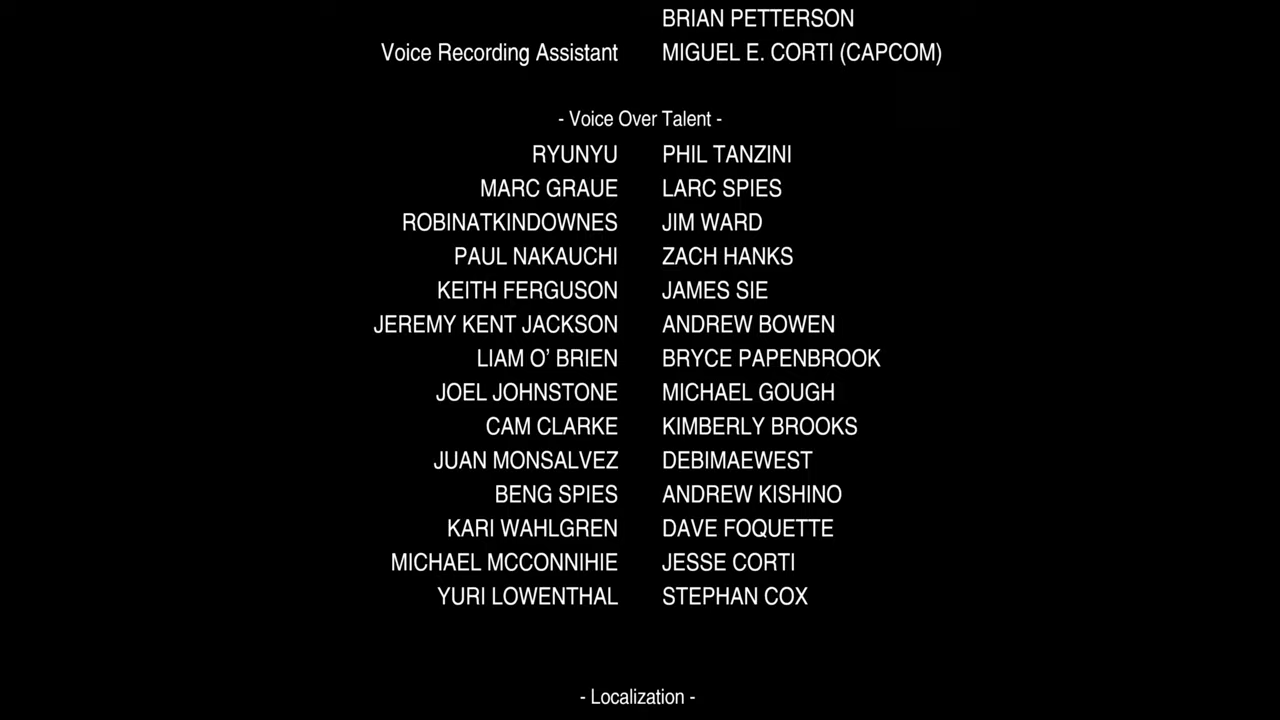 BRIAN PETTERSON
Voice Recording Assistant MIGUEL E. CORTI (CAPCOM)
- Voice Over Talent -
RYUNYU PHIL TANZINI
MARC GRAUE LARC SPIES
ROBINATKINDOWNES JIM WARD
PAUL NAKAUCHI ZACH HANKS
KEITH FERGUSON JAMES SIE
JEREMY KENT JACKSON ANDREW BOWEN
LIAM O’ BRIEN BRYCE PAPENBROOK
JOEL JOHNSTONE MICHAEL GOUGH
CAM CLARKE KIMBERLY BROOKS
JUAN MONSALVEZ DEBIMAEWEST
BENG SPIES ANDREW KISHINO
KARI WAHLGREN DAVE FOQUETTE
MICHAEL MCCONNIHIE JESSE CORTI
YURI LOWENTHAL STEPHAN COX
- Localization -